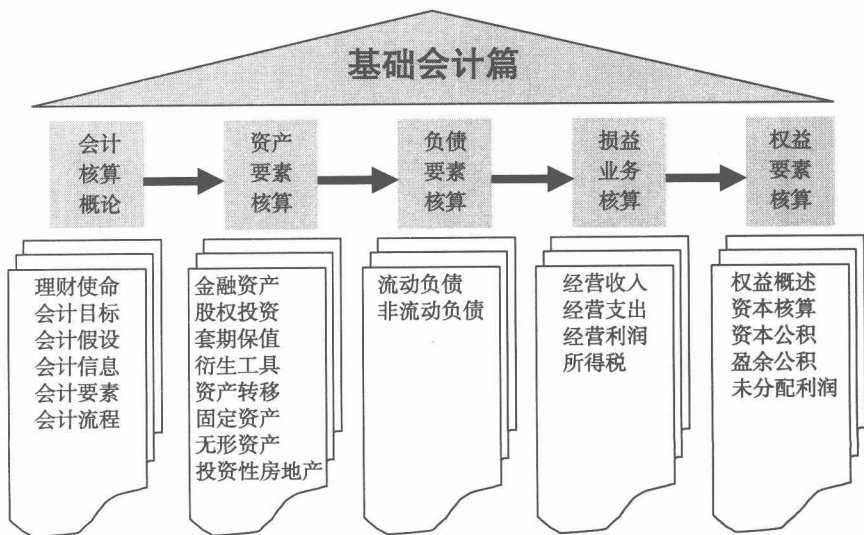 基础会计篇
会计
核算
概论
资产
要素
核算
负债
要素
核算
损益
业务
核算
权益
要素
核算
理财使命
会计目标
会计假设
会计信息
会计要素
会计流程
金融资产
股权投资
套期保值
衍生工具
资产转移
固定资产
无形资产
投资性房地产
流动负债
非流动负债
经营收入
经营支出
经营利润
所得税
权益概述
资本核算
资本公积
盈余公积
未分配利润